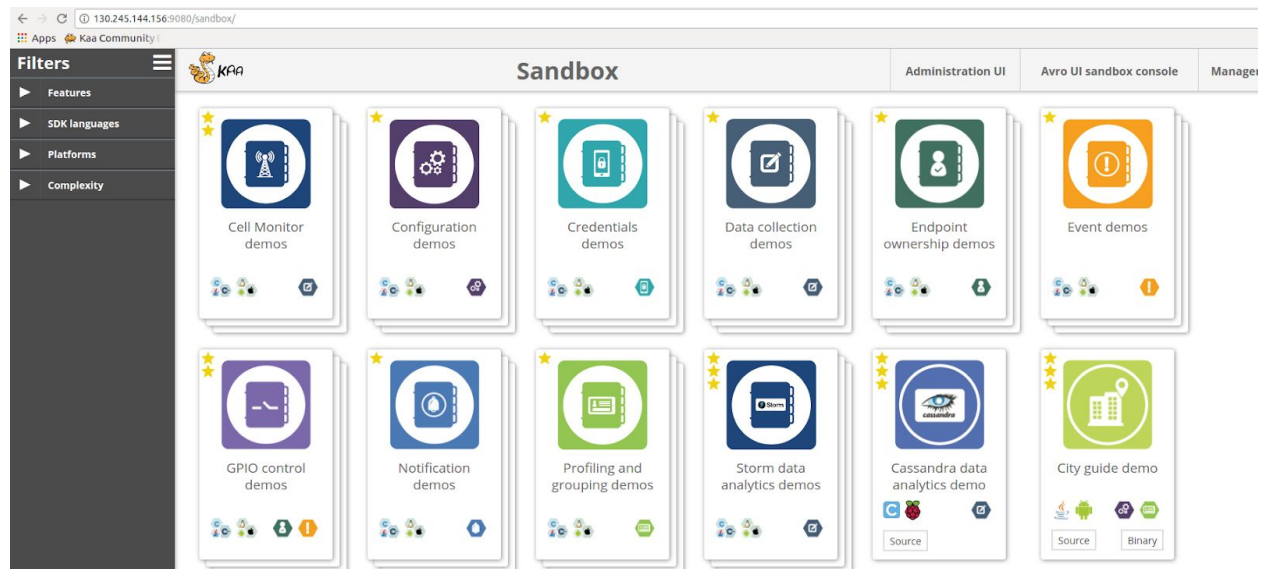 130.245.144.156:9080/sandbox/
Apps Kaa Community
Filters
Features
SDK languages
Platforms
Complexity
KAA
Sandbox
Administration UI
Avro UI sandbox console
Cell Monitor
demos
Configuration
demos
Credentials
demos
Data collection
demos
Endpoint
ownership demos
Event demos
GPIO control
demos
Notification
demos
Profiling and
grouping demos
Storm
Storm data
analytics demos
cassandra
Cassandra data
analytics demo
C
Source
City guide demo
Source Binary